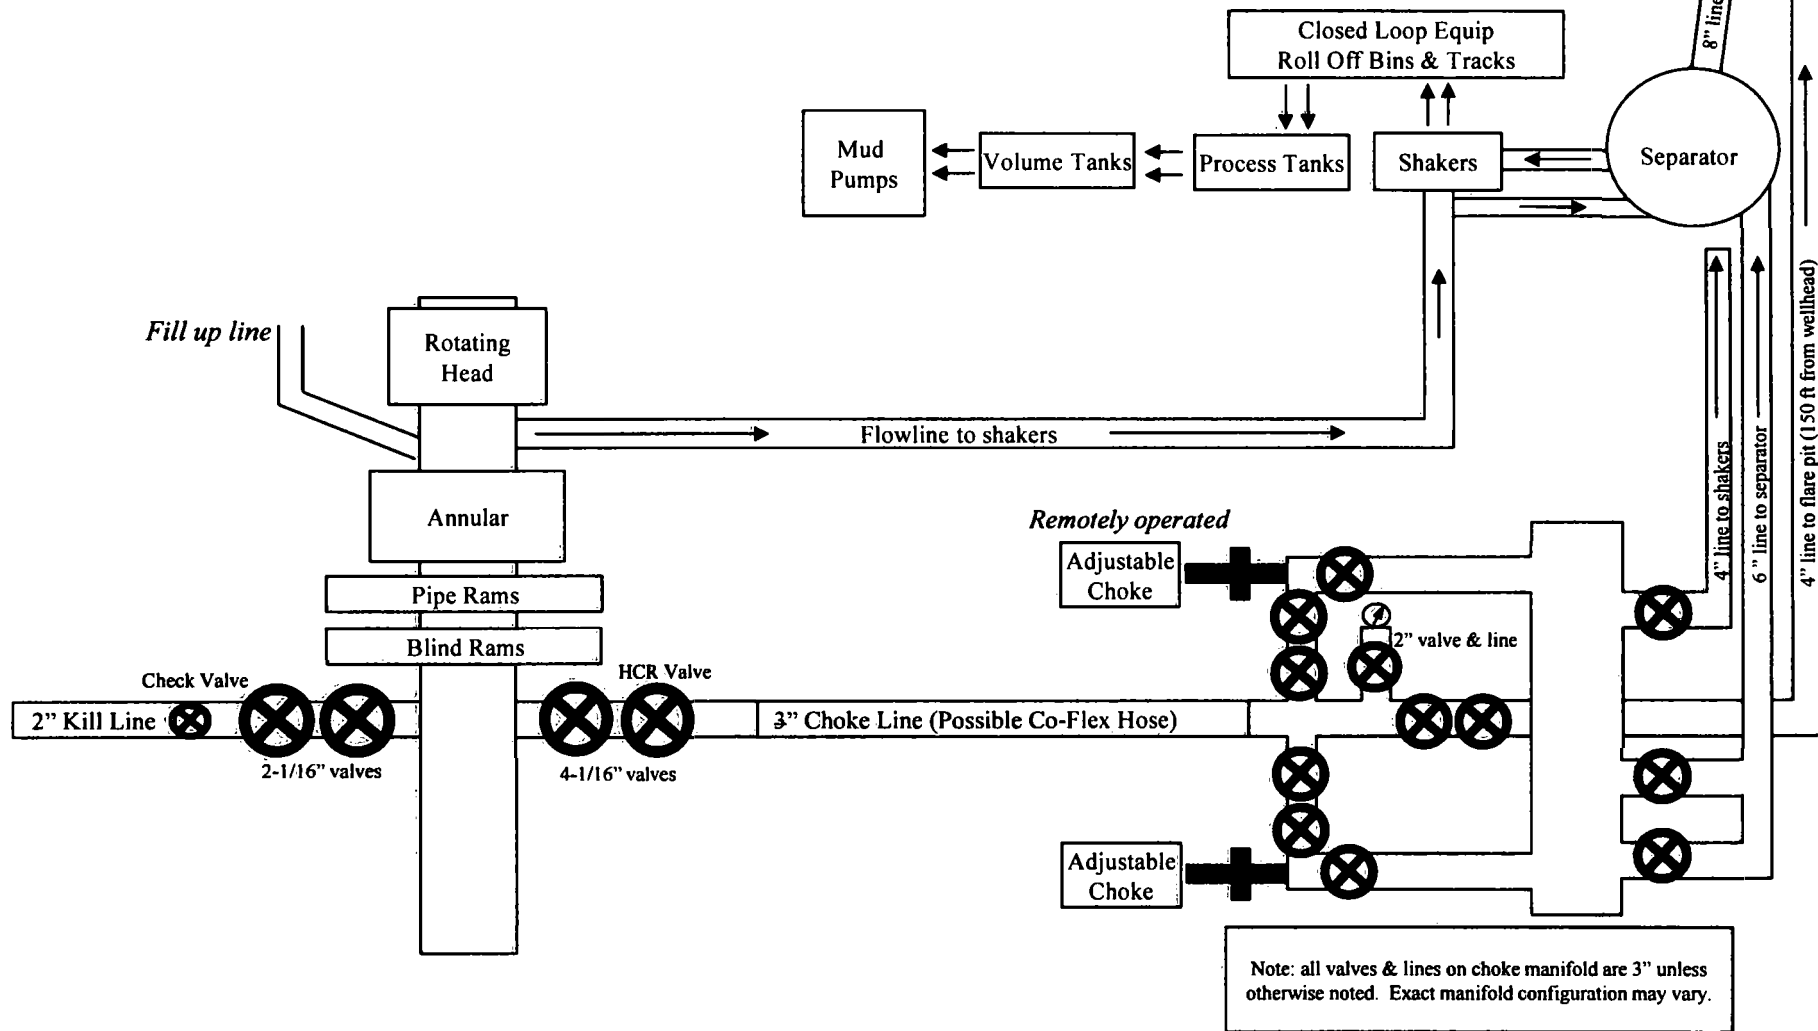 8" line
Closed Loop Equip
Roll Off Bins & Tracks
Mud
Pumps
Volume Tanks
Process Tanks
Shakers
Separator
Fill up line
Rotating
Head
Flowline to shakers
Annular
Pipe Rams
Blind Rams
Check Valve
HCR Valve
2" Kill Line
2-1/16" valves
4-1/16" valves
3" Choke Line (Possible Co-Flex Hose)
Remotely operated
Adjustable
Choke
2" valve & line
Adjustable
Choke
4" line to shakers
6" line to separator
4" line to flare pit (150 ft from wellhead)
Note: all valves & lines on choke manifold are 3" unless
otherwise noted. Exact manifold configuration may vary.